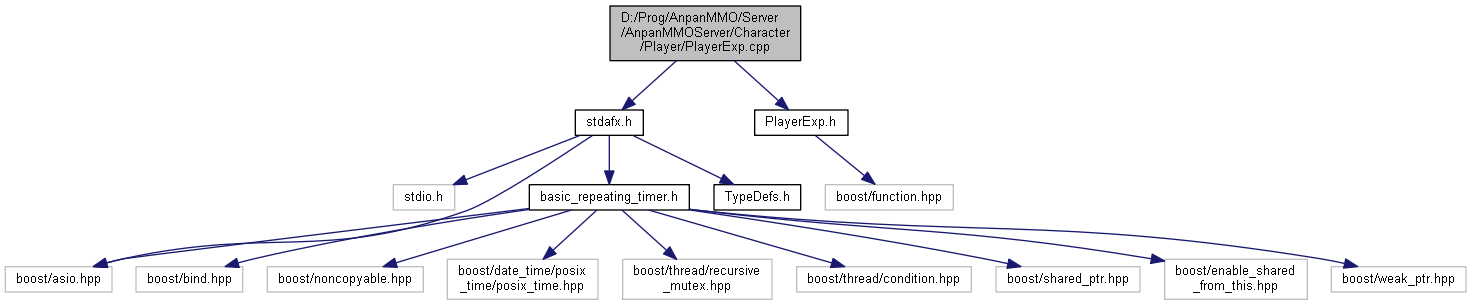 D:/Prog/AnpanMMO/Server
/AnpanMMOServer/Character
/Player/PlayerExp.cpp
stdafx.h
PlayerExp.h
stdio.h
basic_repeating_timer.h
TypeDefs.h
boost/function.hpp
boost/asio.hpp
boost/bind.hpp
boost/noncopyable.hpp
boost/date_time/posix
_time/posix_time.hpp
boost/thread/recursive
_mutex.hpp
boost/thread/condition.hpp
boost/shared_ptr.hpp
boost/enable_shared
_from_this.hpp
boost/weak_ptr.hpp